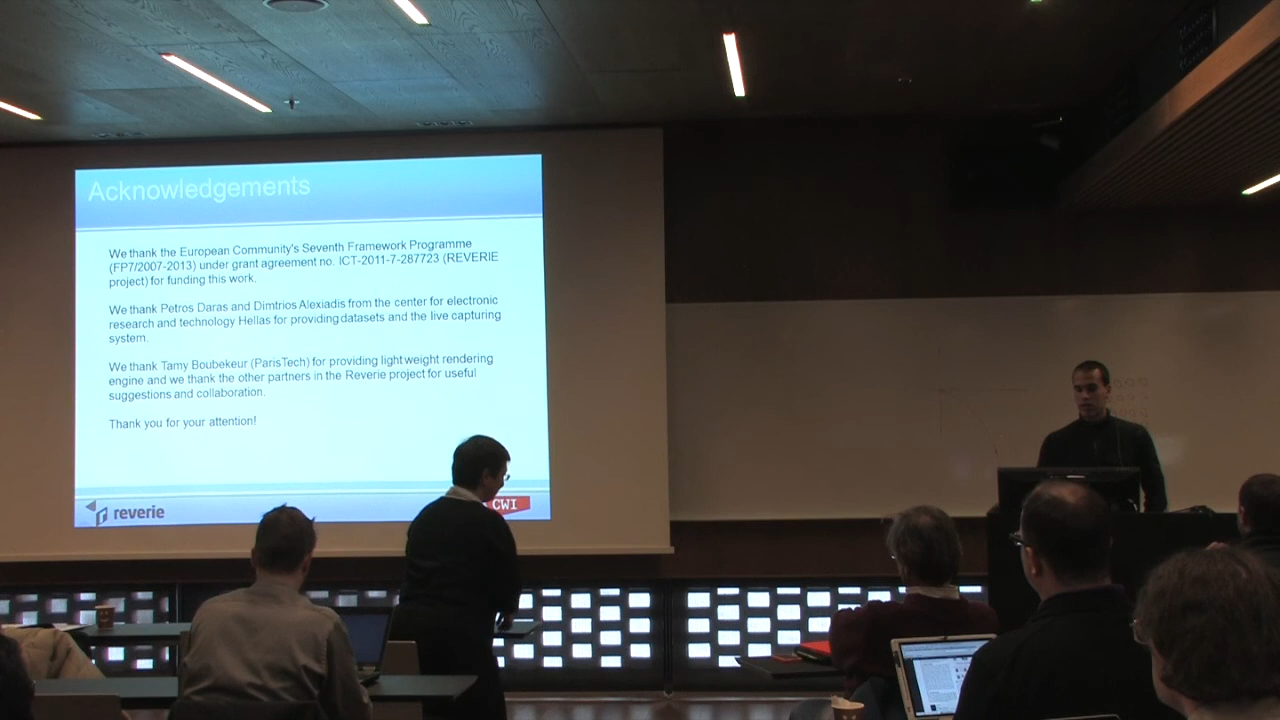 Acknowledgements
We thank the European Community's Seventh Framework Programme
(FP7/2007-2013) under grant agreement no. ICT-2011-7-287723 (REVERIE
project) for funding this work.
We thank Petros Daras and Dimtrios Alexiadis from the center for electronic
research and technology Hellas for providing datasets and the live capturing
system.
We thank Tamy Boubekeur (ParisTech) for providing light weight rendering
engine and we thank the other partners in the Reverie project for useful
suggestions and collaboration.
Thank you for your attention!
reverie
CWI